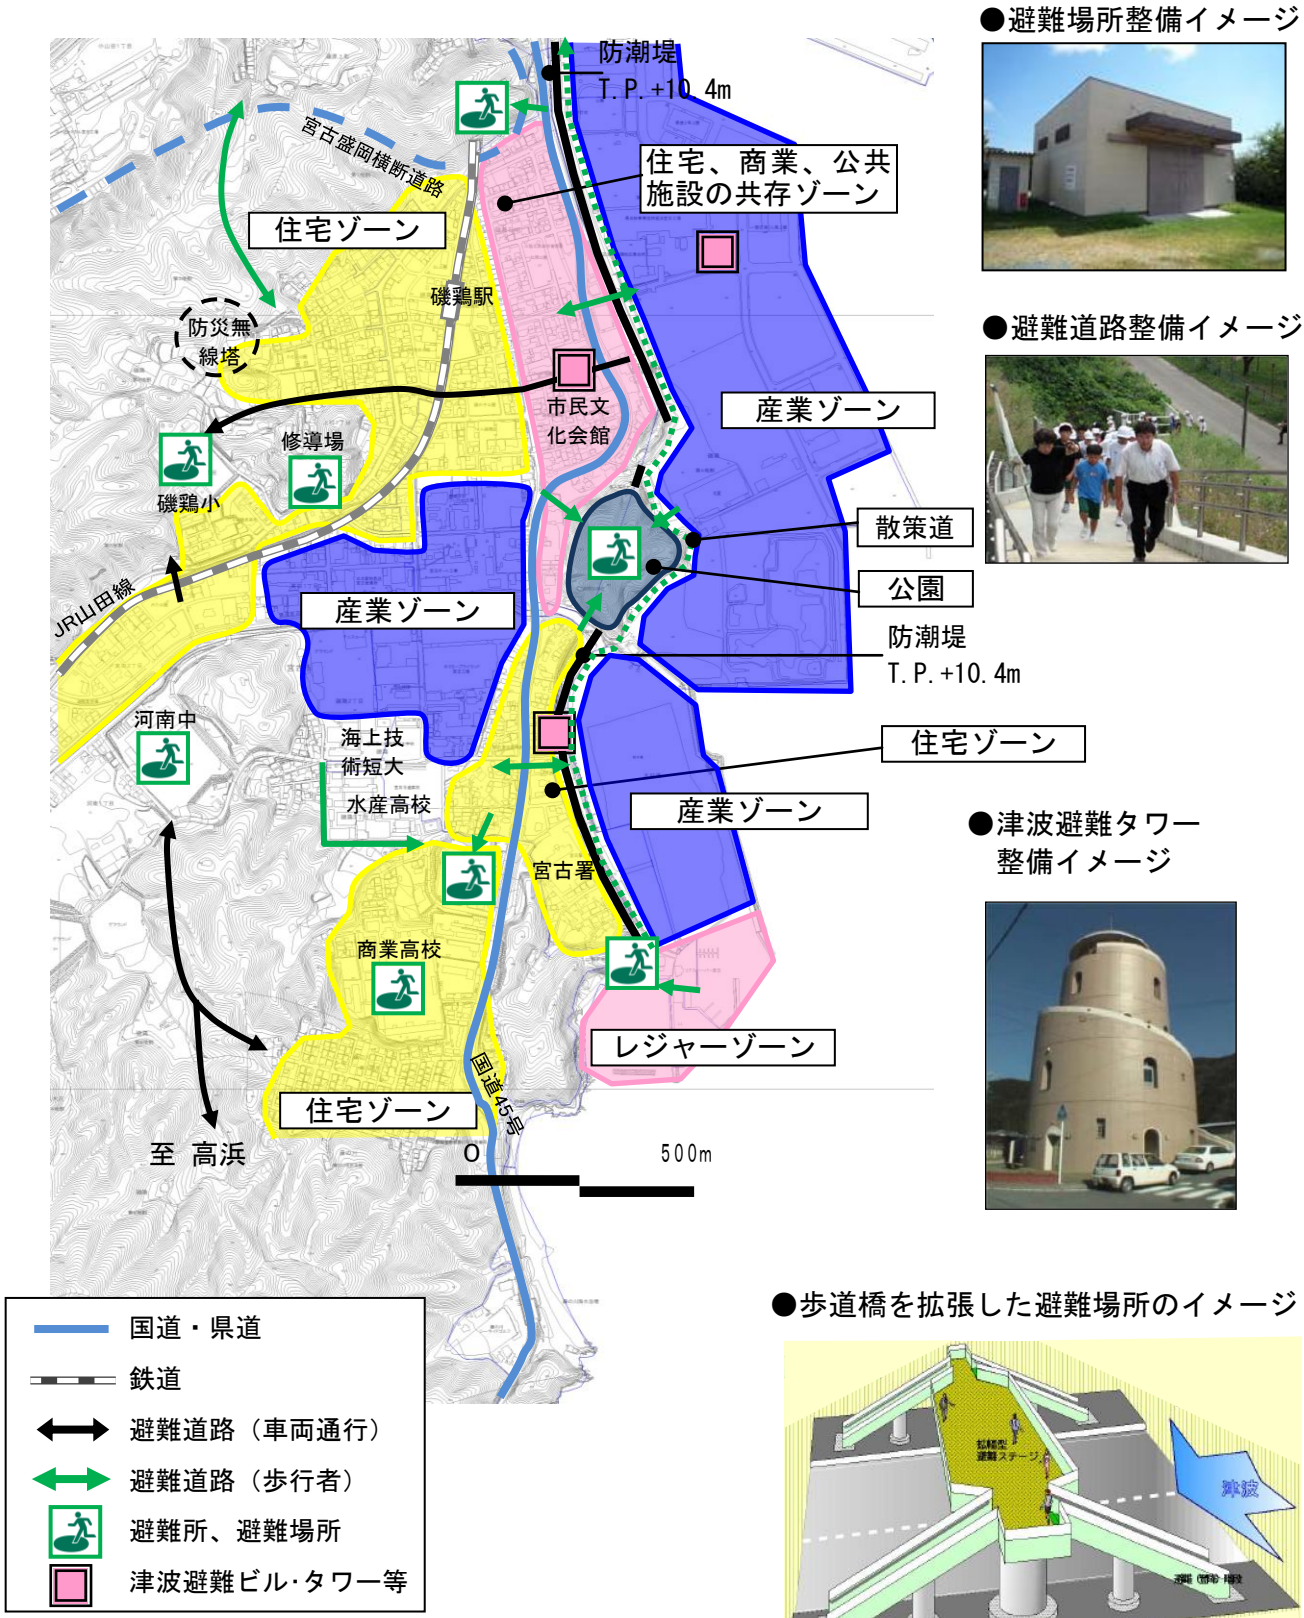 ●避難場所整備イメージ
防潮堤
T.P.+10.4m
宮古盛岡横断道路
住宅、商業、公共
施設の共存ゾーン
住宅ゾーン
磯鶏駅
防災無
線塔
●避難道路整備イメージ
市民文
化会館
産業ゾーン
修導場
磯鶏小
散策道
公園
JR山田線
産業ゾーン
防潮堤
T.P.+10.4m
河南中
海上技
術短大
水産高校
住宅ゾーン
産業ゾーン
●津波避難タワー
整備イメージ
宮古署
商業高校
レジャーゾーン
国道45号
住宅ゾーン
至 高浜
0 500m
●歩道橋を拡張した避難場所のイメージ
拡幅型
避難ステージ
津波
国道・県道
鉄道
避難道路（車両通行）
避難道路（歩行者）
避難所、避難場所
津波避難ビル・タワー等